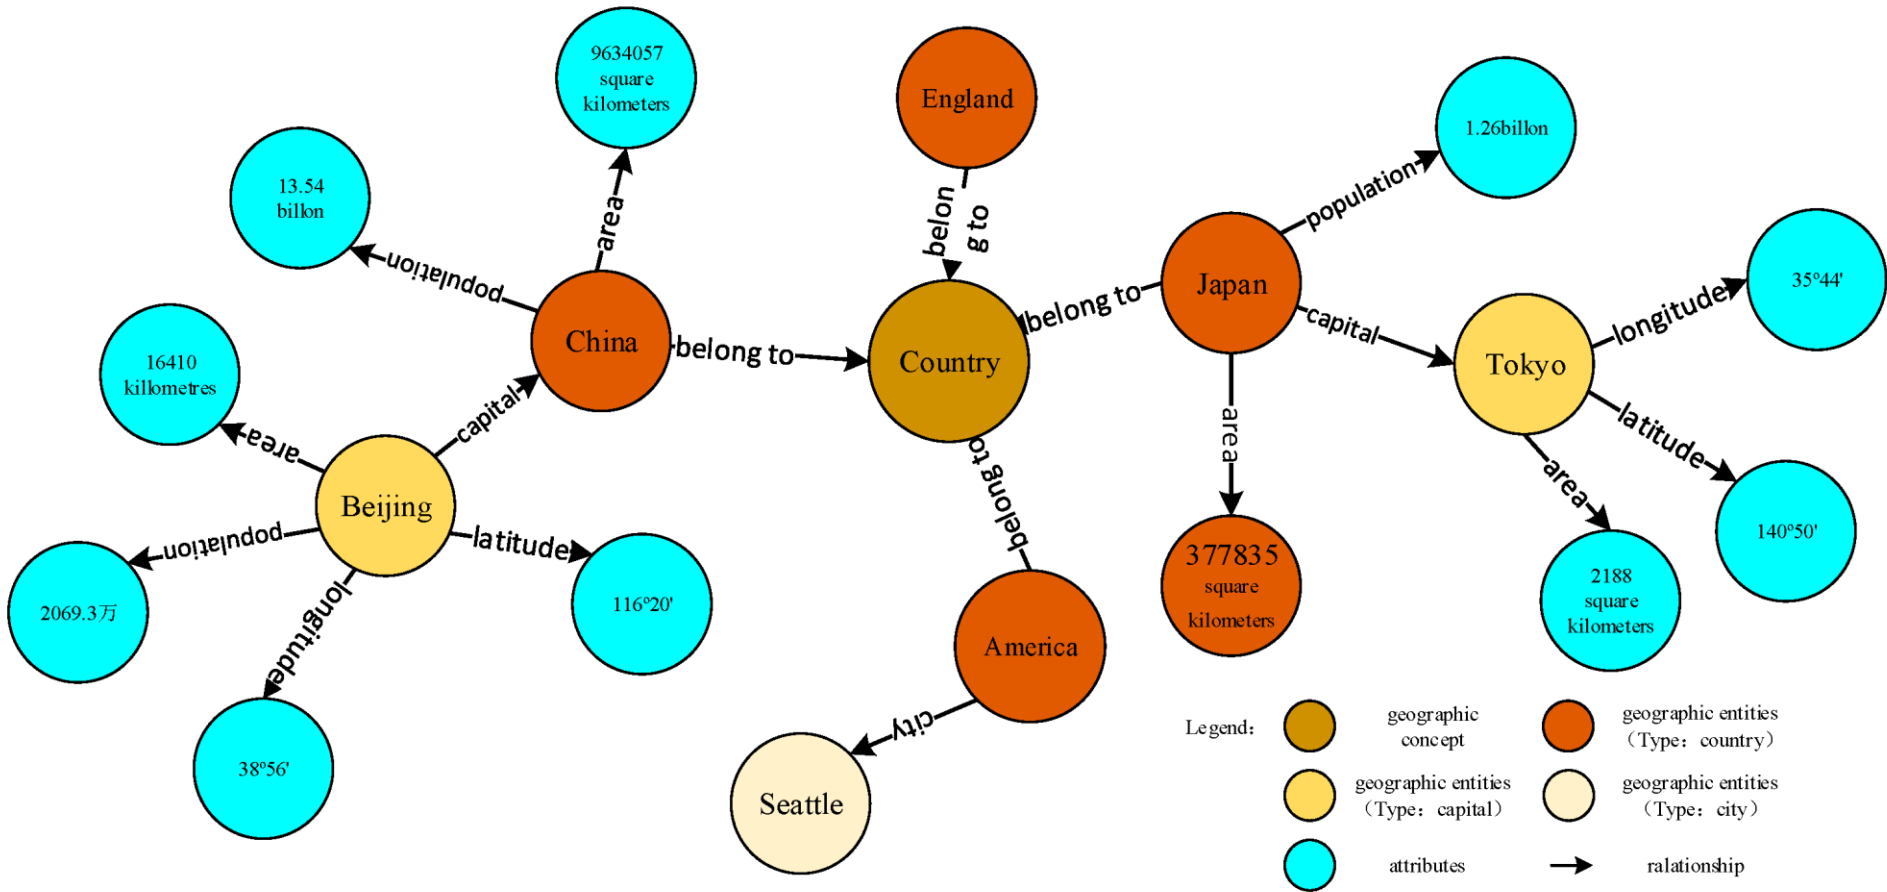 9634057
square
kilometers
England
1.26billon
13.54
billon
area
belon
g to
population
population
35°44'
longitude
Japan
China
belong to
belong to
capital
Country
Tokyo
16410
killometres
capital
area
area
latitude
belong to
area
Beijing
population
latitude
longitude
2069.3万
116°20'
377835
square
kilometers
140°50'
2188
square
kilometers
America
city
38°56'
Seattle
Legend:
geographic
concept
geographic entities
(Type: country)
geographic entities
(Type: capital)
geographic entities
(Type: city)
attributes
ralationship